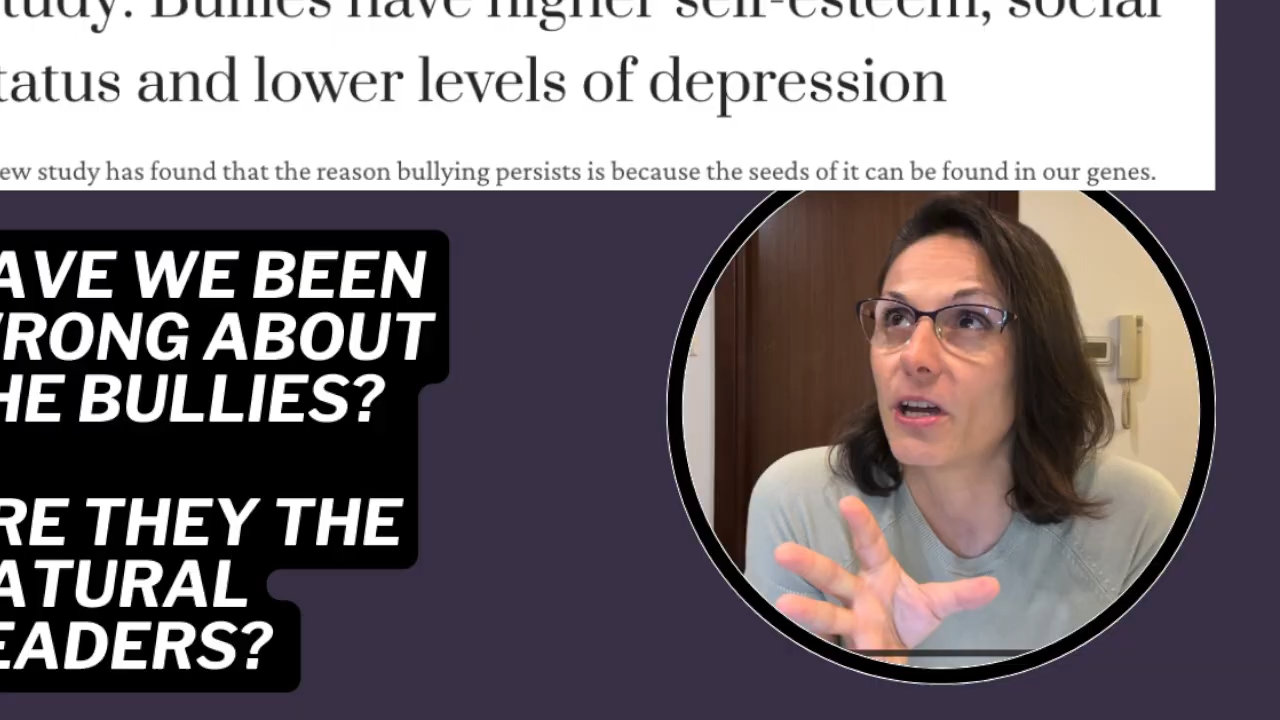 tudy: Bullies have higher self-esteem, social
tatus and lower levels of depression
ew study has found that the reason bullying persists is because the seeds of it can be found in our genes.
AVE WE BEEN
RONG ABOUT
HE BULLIES?
RE THEY THE
ATURAL
EADERS?